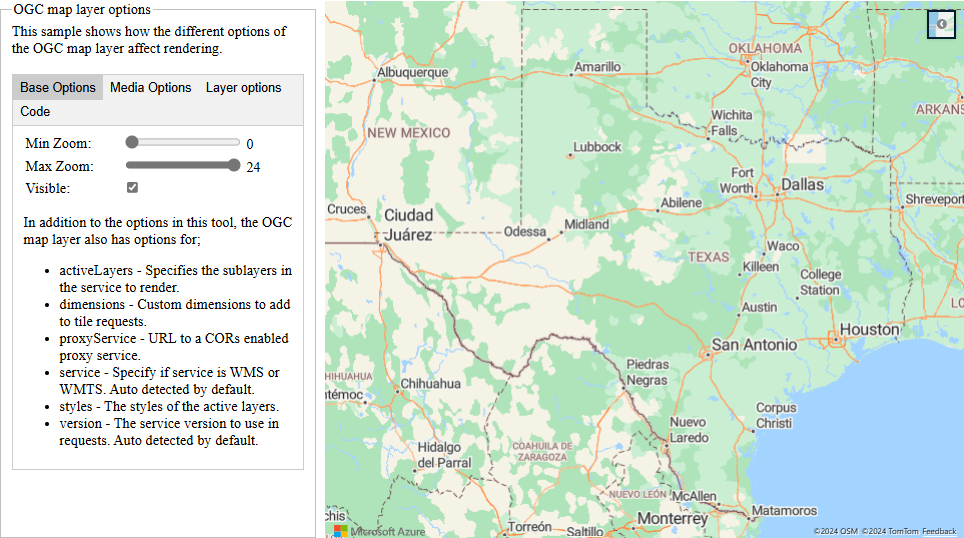 OGC map layer options
This sample shows how the different options of
the OGC map layer affect rendering.
Base Options Media Options Layer options
Code
Min Zoom: 0
Max Zoom: 24
Visible:
In addition to the options in this tool, the OGC
map layer also has options for;
activeLayers - Specifies the sublayers in
the service to render.
dimensions - Custom dimensions to add
to tile requests.
proxyService - URL to a CORs enabled
proxy service.
service - Specify if service is WMS or
WMTS. Auto detected by default.
styles - The styles of the active layers.
version - The service version to use in
requests. Auto detected by default.
OKLAHOMA
Albuquerque
Amarillo
Oklahoma
City
ARKANS
NEW MEXICO
Wichita
Falls
Lubbock
Fort
Worth
Dallas
Abilene
Shreveport
Cruces
Ciudad
Juárez
Odessa
Midland
Waco
TEXAS
Killeen
College
Station
Austin
LO
Houston
San Antonio
Piedras
Negras
HIHUAHUA
Chihuahua
témoc
Corpus
Christi
Nuevo
Laredo
Hidalgo
del Parral
COAHUILA DE
ZARAGOZA
NUEVO LEÓN
McAllen
Matamoros
chis
Monterrey
Torreón
Saltillo
Microsoft Azure
©2024 OSM ©2024 TomTom Feedback